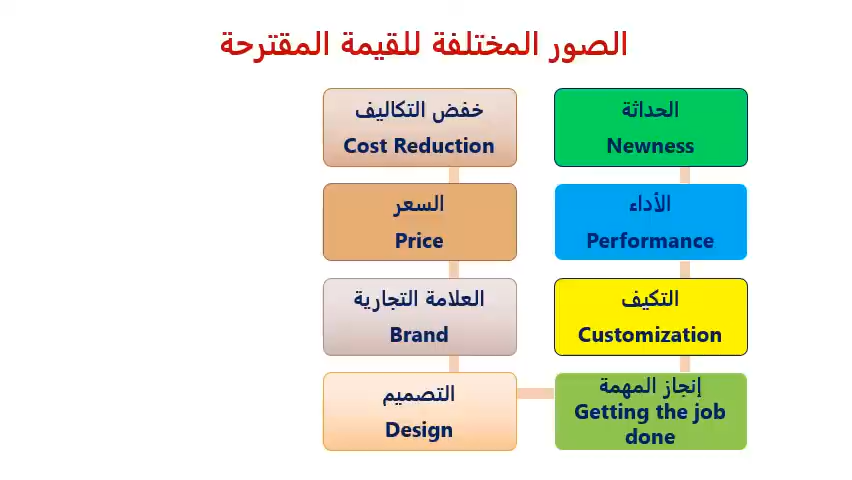 الصور المختلفة للقيمة المقترحة
الحداثة
Newness
الأداء
Performance
التكيف
Customization
إنجاز المهمة
Getting the job
done
التصميم
Design
العلامة التجارية
Brand
السعر
Price
خفض التكاليف
Cost Reduction